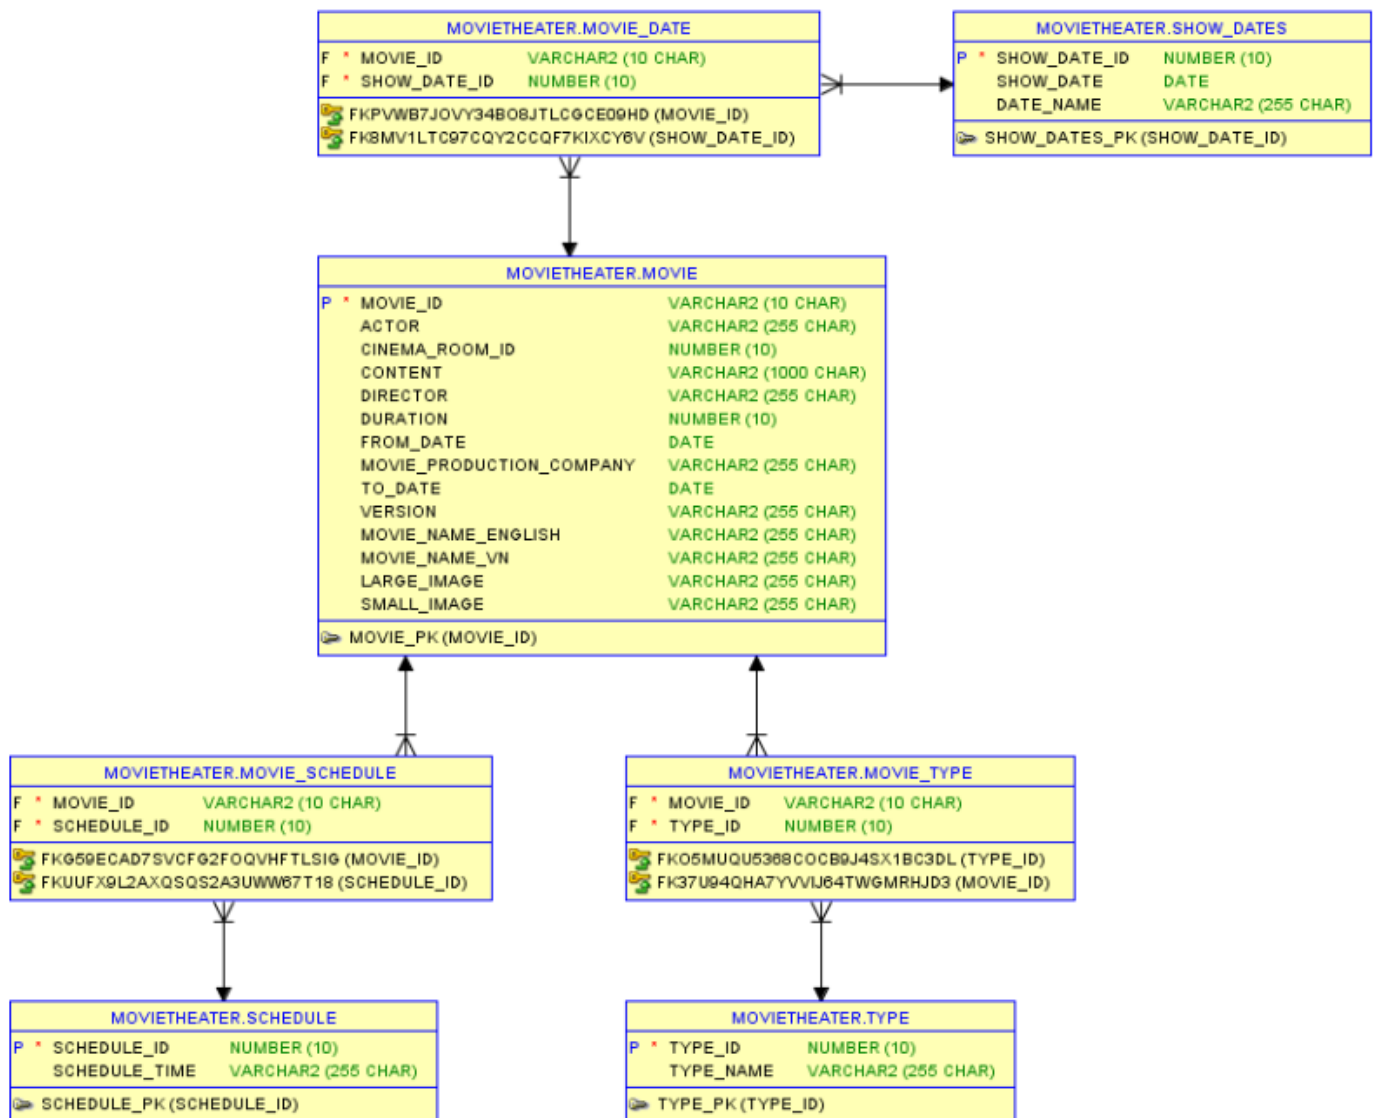 MOVIETHEATER.MOVIE_DATE
F * MOVIE_ID VARCHAR2 (10 CHAR)
F * SHOW_DATE_ID NUMBER (10)
FKPVWB7JOVY34BO8JTLCGCE09HD (MOVIE_ID)
FK8MV1LTC97CQY2CCQF7KIXCY6V (SHOW_DATE_ID)
MOVIETHEATER.SHOW_DATES
P * SHOW_DATE_ID NUMBER (10)
SHOW_DATE DATE
DATE_NAME VARCHAR2 (255 CHAR)
SHOW_DATES_PK (SHOW_DATE_ID)
MOVIETHEATER.MOVIE
P * MOVIE_ID VARCHAR2 (10 CHAR)
ACTOR VARCHAR2 (255 CHAR)
CINEMA_ROOM_ID NUMBER (10)
CONTENT VARCHAR2 (1000 CHAR)
DIRECTOR VARCHAR2 (255 CHAR)
DURATION NUMBER (10)
FROM_DATE DATE
MOVIE_PRODUCTION_COMPANY VARCHAR2 (255 CHAR)
TO_DATE DATE
VERSION VARCHAR2 (255 CHAR)
MOVIE_NAME_ENGLISH VARCHAR2 (255 CHAR)
MOVIE_NAME_VN VARCHAR2 (255 CHAR)
LARGE_IMAGE VARCHAR2 (255 CHAR)
SMALL_IMAGE VARCHAR2 (255 CHAR)
MOVIE_PK (MOVIE_ID)
MOVIETHEATER.MOVIE_SCHEDULE
F * MOVIE_ID VARCHAR2 (10 CHAR)
F * SCHEDULE_ID NUMBER (10)
FKG59ECAD7SVCFG2FOQVHFTLSIG (MOVIE_ID)
FKUUFX9L2AXQSQS2A3UWW67T18 (SCHEDULE_ID)
MOVIETHEATER.MOVIE_TYPE
F * MOVIE_ID VARCHAR2 (10 CHAR)
F * TYPE_ID NUMBER (10)
FKO5MUQU5368COCB9J4SX1BC3DL (TYPE_ID)
FK37U94QHA7YVVIJ64TWGMRHJD3 (MOVIE_ID)
MOVIETHEATER.SCHEDULE
P * SCHEDULE_ID NUMBER (10)
SCHEDULE_TIME VARCHAR2 (255 CHAR)
SCHEDULE_PK (SCHEDULE_ID)
MOVIETHEATER.TYPE
P * TYPE_ID NUMBER (10)
TYPE_NAME VARCHAR2 (255 CHAR)
TYPE_PK (TYPE_ID)